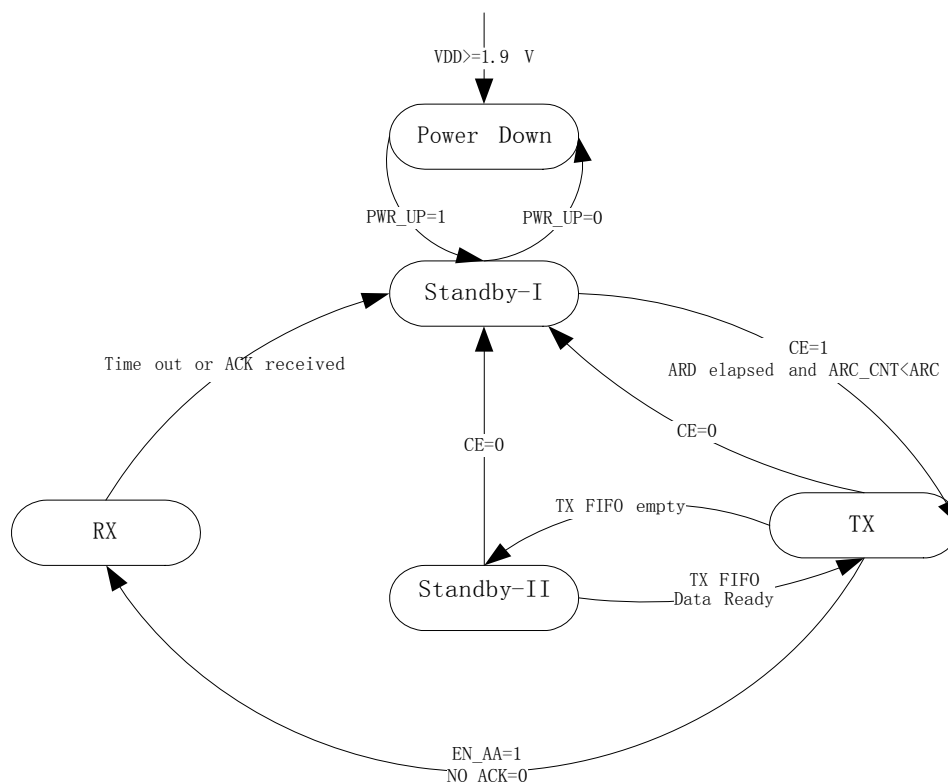 VDD>=1.9 V
Power Down
PWR_UP=1
PWR_UP=0
Standby-I
Time out or ACK received
CE=1
ARD elapsed and ARC_CNT<ARC
CE=0
CE=0
TX FIFO empty
RX
TX
Standby-II
TX FIFO
Data Ready
EN_AA=1
NO_ACK=0